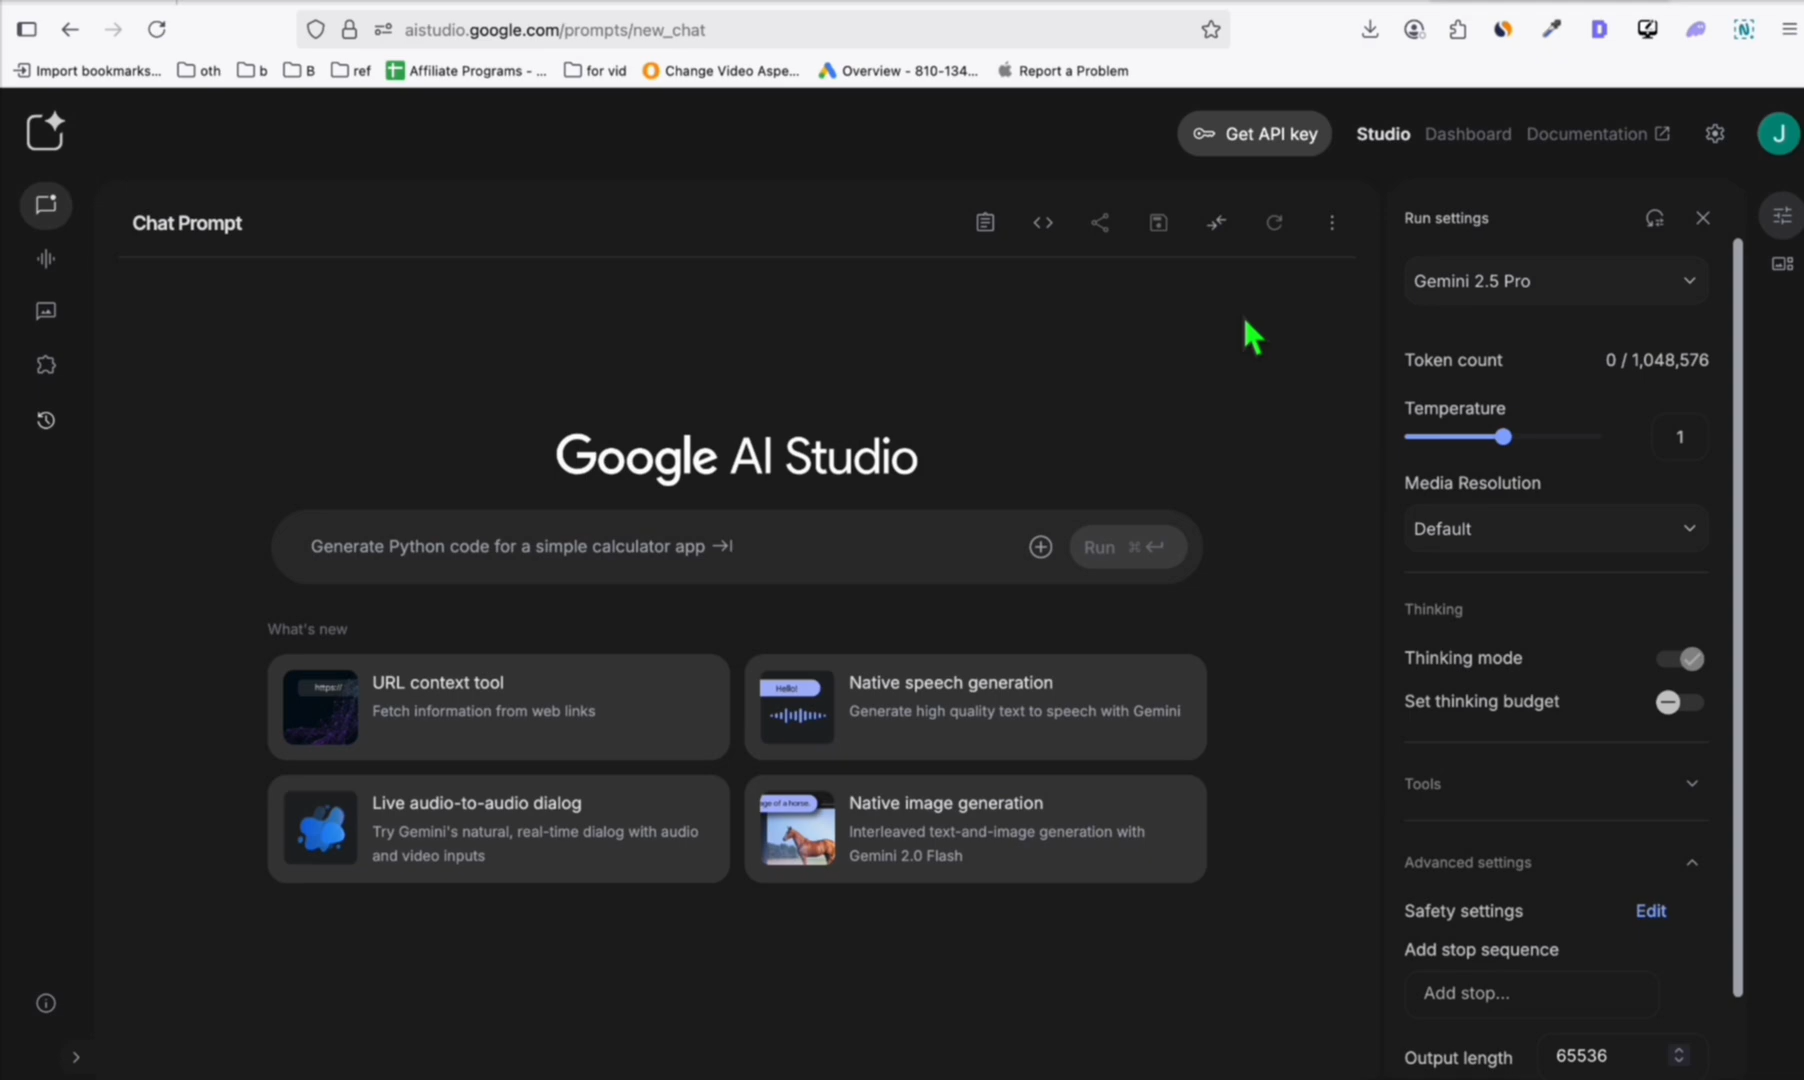 aistudio.google.com/prompts/new_chat
Import bookmarks...
oth
b
B
ref
Affiliate Programs - ...
for vid
Change Video Aspe...
Overview - 810-134...
Report a Problem
Get API key
Studio
Dashboard
Documentation
J
Chat Prompt
Run settings
Gemini 2.5 Pro
Token count
0 / 1,048,576
Temperature
1
Media Resolution
Default
Google AI Studio
Generate Python code for a simple calculator app
Run ⌘
What's new
https://
URL context tool
Fetch information from web links
Hello!
Native speech generation
Generate high quality text to speech with Gemini
Live audio-to-audio dialog
Try Gemini's natural, real-time dialog with audio
and video inputs
ge of a horse.
Native image generation
Interleaved text-and-image generation with
Gemini 2.0 Flash
Thinking
Thinking mode
Set thinking budget
Tools
Advanced settings
Safety settings
Edit
Add stop sequence
Add stop...
Output length
65536